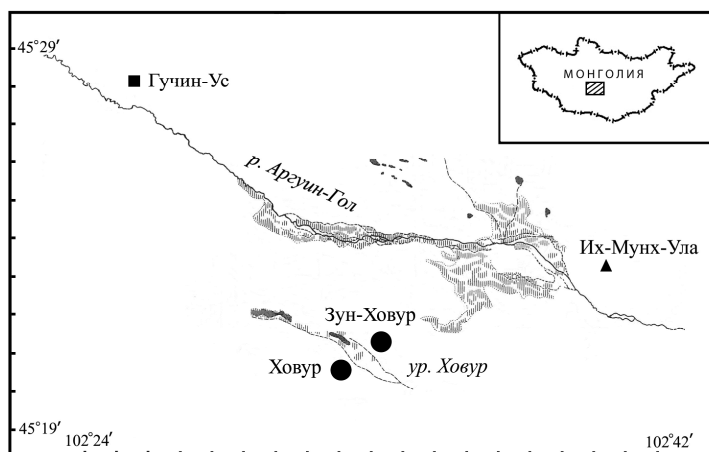 45°29′
Гучин-Ус
МОНГОЛИЯ
р. Аргуин-Гол
Их-Мунх-Ула
Зун-Ховур
Ховур
ур. Ховур
45°19′
102°24′
102°42′